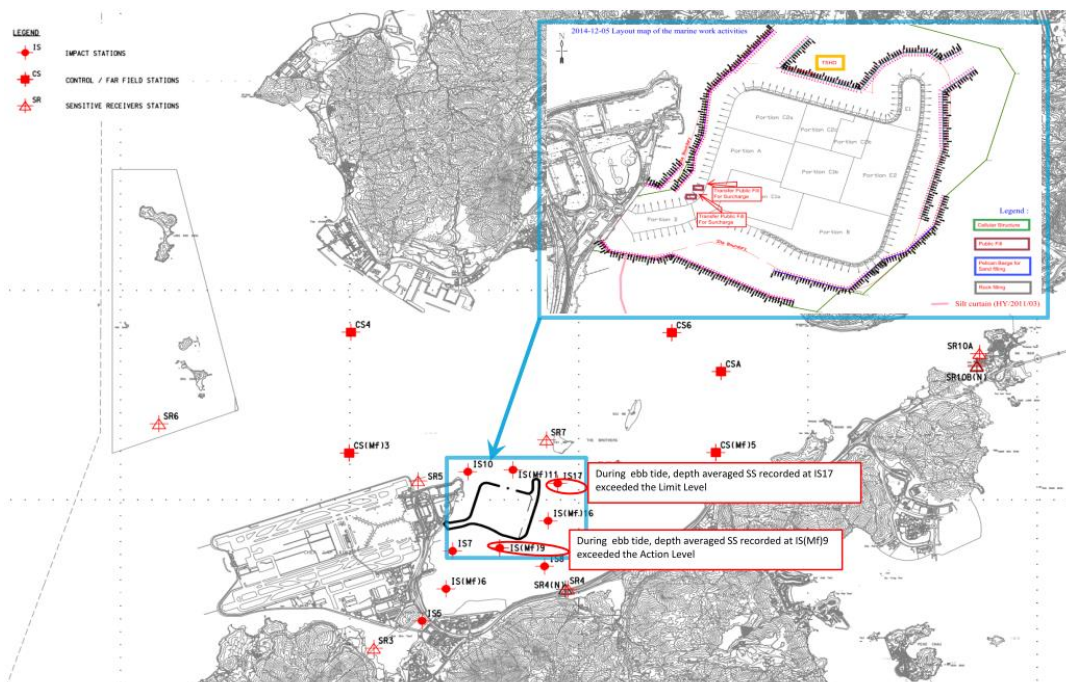 LEGEND
IS
IMPACT STATIONS
CS
CONTROL / FAR FIELD STATIONS
SR
SENSITIVE RECEIVERS STATIONS
2014-12-05 Layout map of the marine work activities
N
TSHD
Portion C2a
Portion C2c
C1
Portion A
Portion C2b
Portion C3b
Portion C2
Transfer Public Fill
For Surcharge
Transfer Public Fill
For Surcharge
Portion B
Site Boundary
Legend :
Cellular Structure
Public Fill
Pelican Barge for
Sand filling
Rock filling
Silt curtain (HY/2011/03)
CS4
CS6
CSA
SR10A
SR10B(N)
SR6
SR7
THE BROTHERS
CS(Mf)3
CS(Mf)5
SR5
IS10
IS(Mf)11
IS17
During ebb tide, depth averaged SS recorded at IS17
exceeded the Limit Level
IS(Mf)16
IS7
IS(Mf)9
During ebb tide, depth averaged SS recorded at IS(Mf)9
exceeded the Action Level
IS8
IS(Mf)6
SR4(N)
SR4
IS5
SR3